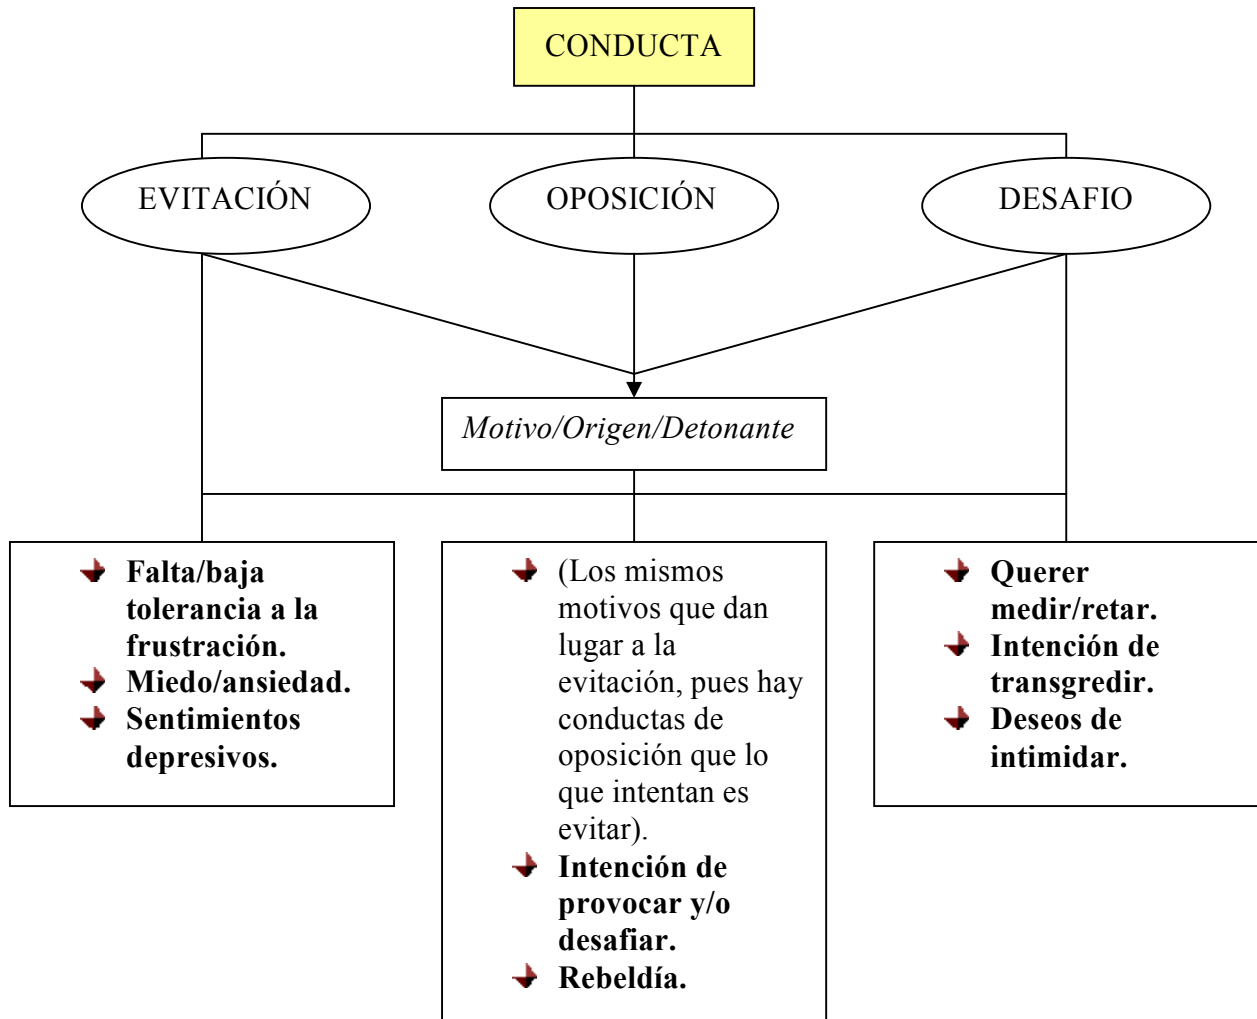 CONDUCTA
EVITACIÓN
OPOSICIÓN
DESAFIO
Motivo/Origen/Detonante
Falta/baja
tolerancia a la
frustración.
Miedo/ansiedad.
Sentimientos
depresivos.
(Los mismos
motivos que dan
lugar a la
evitación, pues hay
conductas de
oposición que lo
que intentan es
evitar).
Intención de
provocar y/o
desafiar.
Rebeldía.
Querer
medir/retar.
Intención de
transgredir.
Deseos de
intimidar.